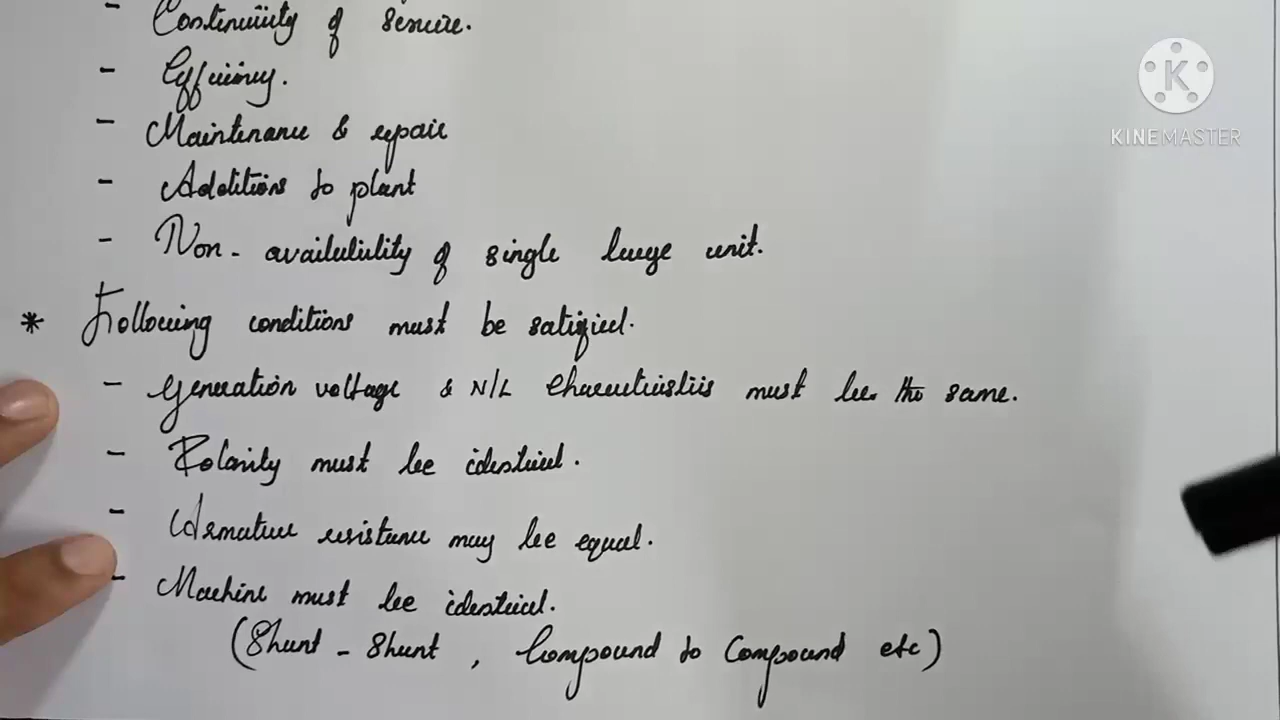 - Continuity of service.
- Efficiency.
- Maintenance & repair
- Additions to plant
- Non-availability of single large unit.
* Following conditions must be satisfied.
- Generation voltage & N/L Characteristics must be the same.
- Polarity must be identical.
- Armature resistance may be equal.
- Machine must be identical.
(Shunt - Shunt, Compound to Compound etc)
K
KINEMASTER